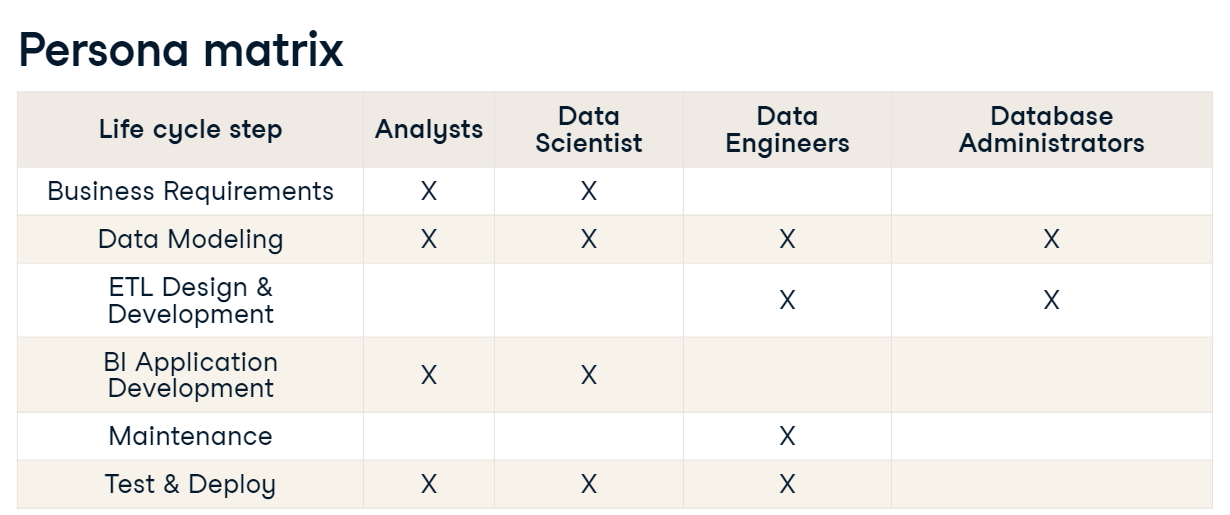 Persona matrix
Life cycle step Analysts Data Scientist Data Engineers Database Administrators
Business Requirements X X
Data Modeling X X X X
ETL Design & Development X X
BI Application Development X X
Maintenance X
Test & Deploy X X X